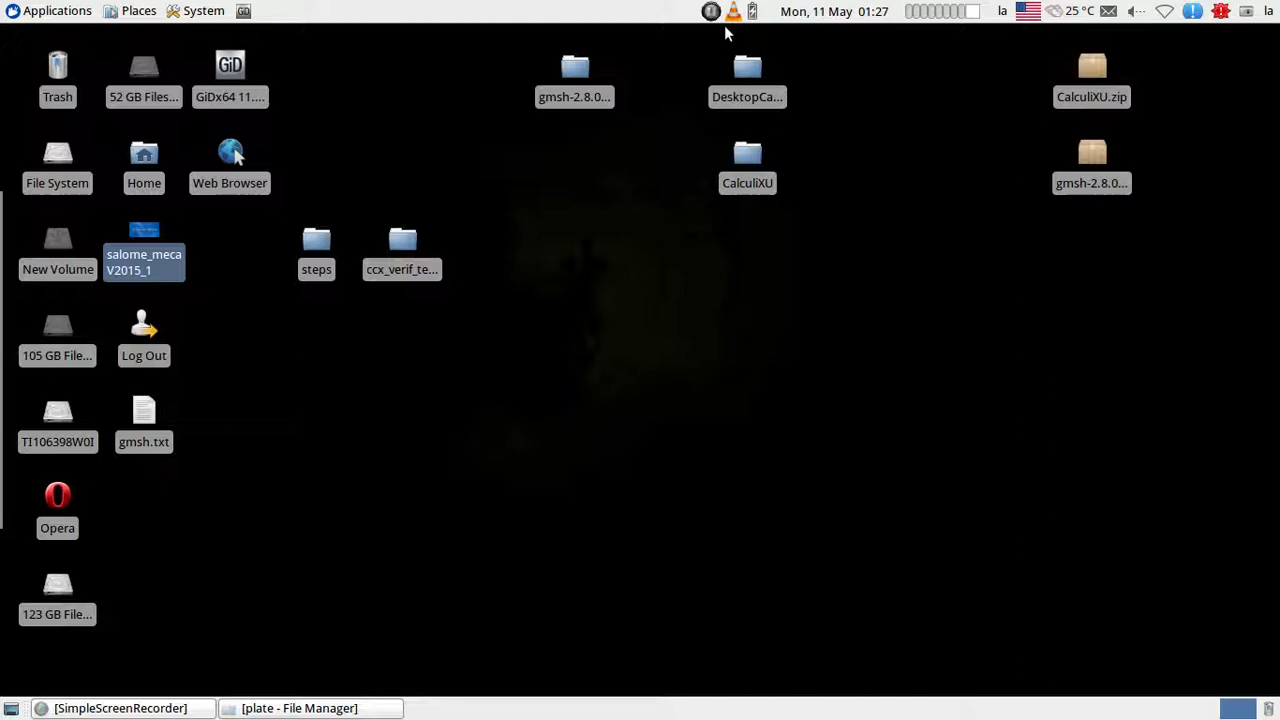 Applications Places System Mon, 11 May 01:27 la 25 °C la
Trash 52 GB Files... GiDx64 11.... gmsh-2.8.0... DesktopCa... CalculiXU.zip
File System Home Web Browser CalculiXU gmsh-2.8.0...
New Volume salome_meca steps ccx_verif_te...
V2015_1
105 GB File... Log Out
TI106398W0I gmsh.txt
Opera
123 GB File...
[SimpleScreenRecorder] [plate - File Manager]